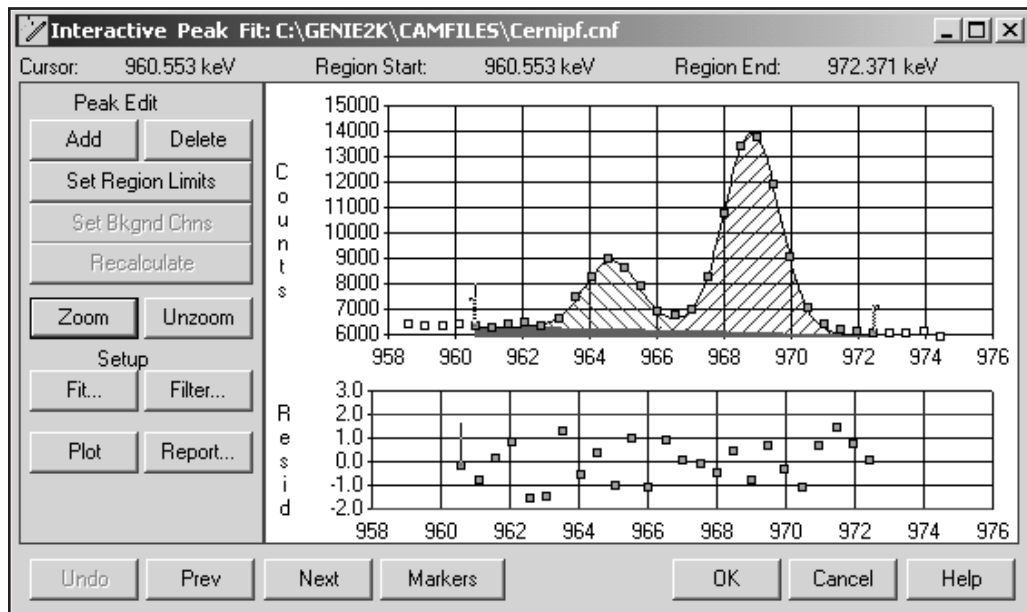 Interactive Peak Fit: C:\GENIE2K\CAMFILES\Cernipf.cnf
Cursor: 960.553 keV Region Start: 960.553 keV Region End: 972.371 keV
Peak Edit
Add Delete
Set Region Limits
Set Bkgnd Chns
Recalculate
Zoom Unzoom
Setup
Fit... Filter...
Plot Report...
Counts
15000
14000
13000
12000
11000
10000
9000
8000
7000
6000
958 960 962 964 966 968 970 972 974 976
Resid
3.0
2.0
1.0
0.0
-1.0
-2.0
958 960 962 964 966 968 970 972 974 976
Undo Prev Next Markers OK Cancel Help